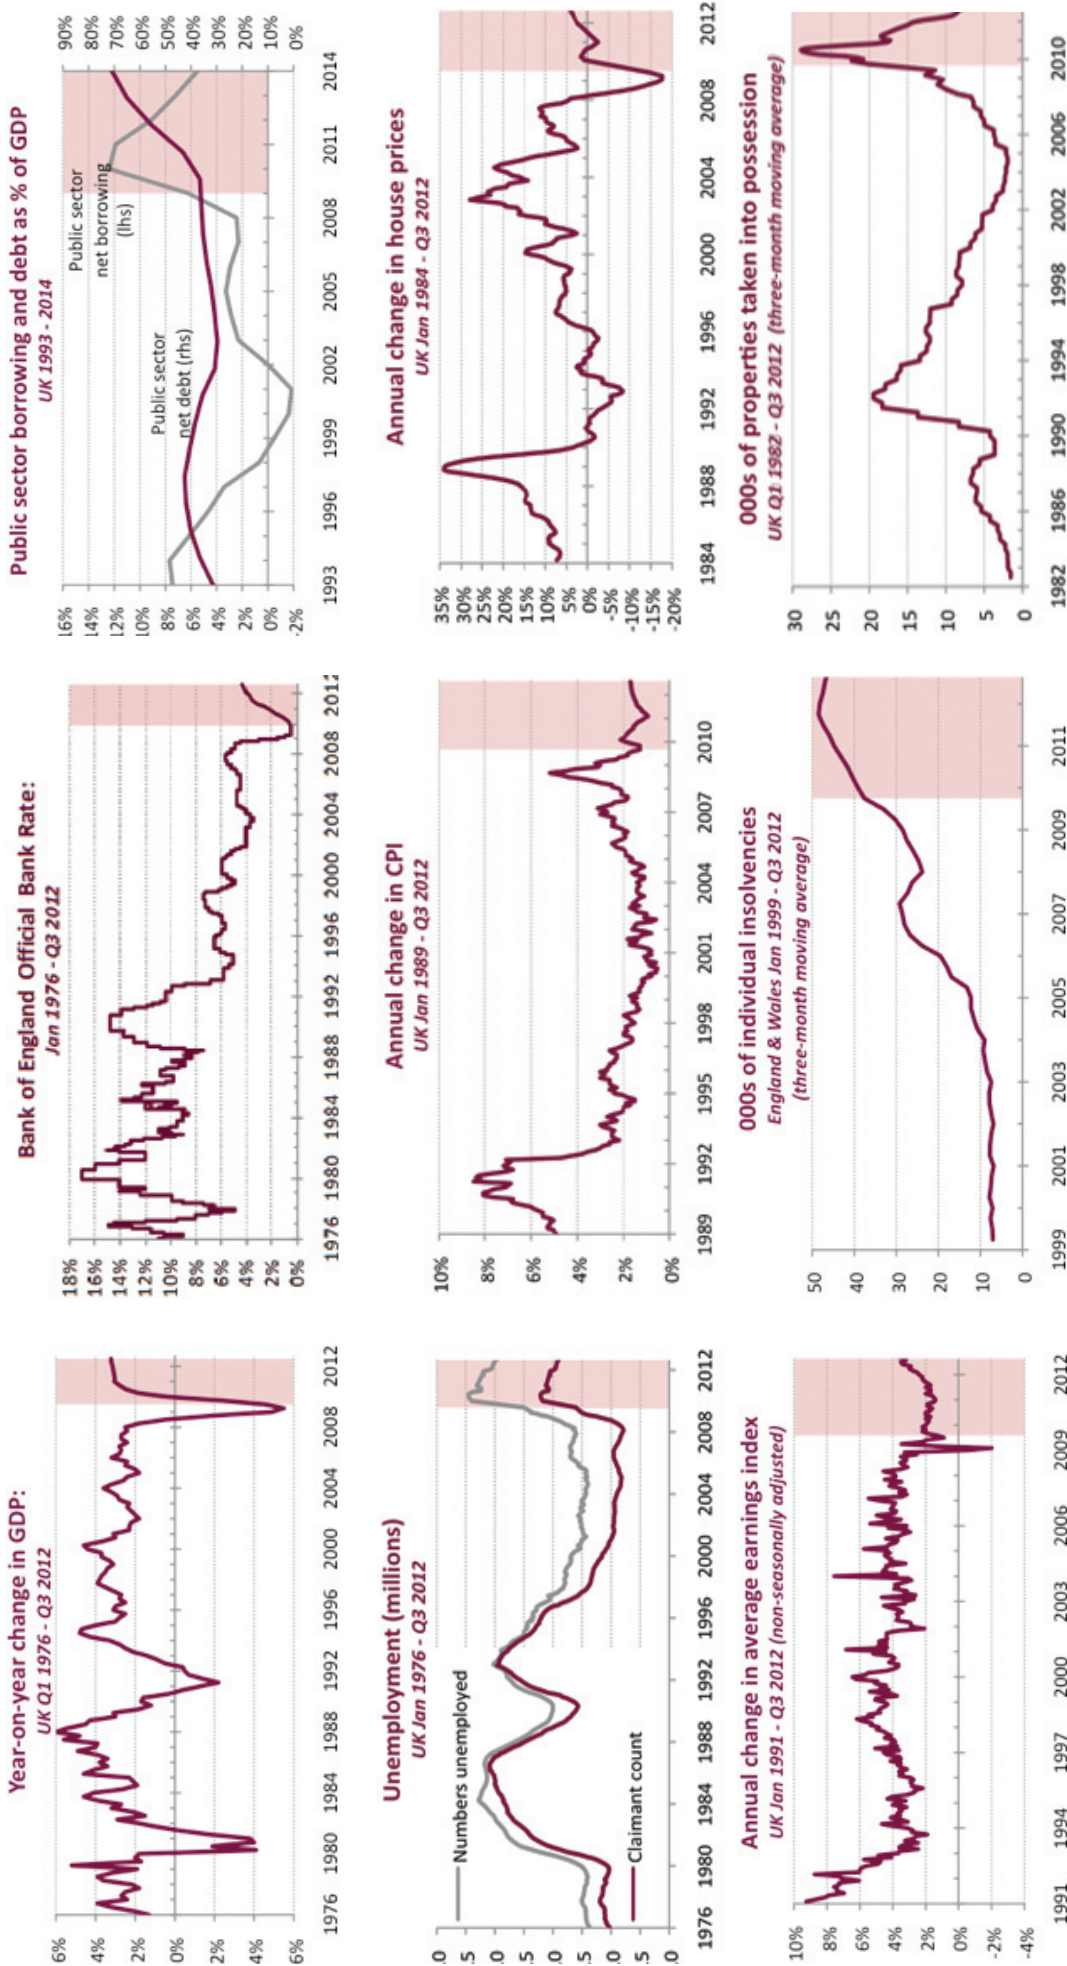 Year-on-year change in GDP:
UK Q1 1976 - Q3 2012
6%
4%
2%
0%
2%
4%
6%
1976 1980 1984 1988 1992 1996 2000 2004 2008 2012
Bank of England Official Bank Rate:
Jan 1976 - Q3 2012
18%
16%
14%
12%
10%
8%
6%
4%
2%
0%
1976 1980 1984 1988 1992 1996 2000 2004 2008 2012
Public sector borrowing and debt as % of GDP
UK 1993 - 2014
16%
14%
12%
10%
8%
6%
4%
2%
0%
-2%
Public sector
net debt (rhs)
Public sector
net borrowing
(lhs)
90%
80%
70%
60%
50%
40%
30%
20%
10%
0%
1993 1996 1999 2002 2005 2008 2011 2014
Unemployment (millions)
UK Jan 1976 - Q3 2012
.0
.0
.0
.0
.0
.0
Numbers unemployed
Claimant count
1976 1980 1984 1988 1992 1996 2000 2004 2008 2012
Annual change in CPI
UK Jan 1989 - Q3 2012
10%
8%
6%
4%
2%
0%
1989 1992 1995 1998 2001 2004 2007 2010
Annual change in house prices
UK Jan 1984 - Q3 2012
35%
30%
25%
20%
15%
10%
5%
0%
-5%
-10%
-15%
-20%
1984 1988 1992 1996 2000 2004 2008 2012
Annual change in average earnings index
UK Jan 1991 - Q3 2012 (non-seasonally adjusted)
10%
8%
6%
4%
2%
0%
-2%
-4%
1991 1994 1997 2000 2003 2006 2009 2012
000s of individual insolvencies
England & Wales Jan 1999 - Q3 2012
(three-month moving average)
50
40
30
20
10
0
1999 2001 2003 2005 2007 2009 2011
000s of properties taken into possession
UK Q1 1982 - Q3 2012 (three-month moving average)
30
25
20
15
10
5
0
1982 1986 1990 1994 1998 2002 2006 2010